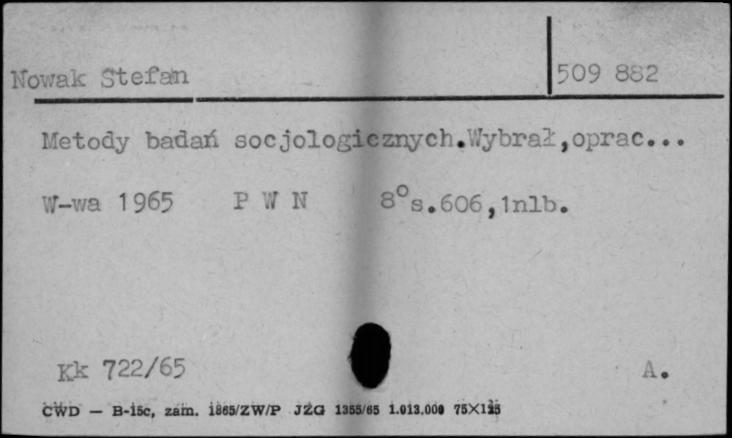 Nowak Stefan 509 882
Metody badań socjologicznych.Wybrał,oprac...
W-wa 1965 P W N 8°s.606,1nlb.
Kk 722/65 A.
CWD — B-15c, zam. 1865/ZW/P JZG 1355/65 1.013.000 75X125